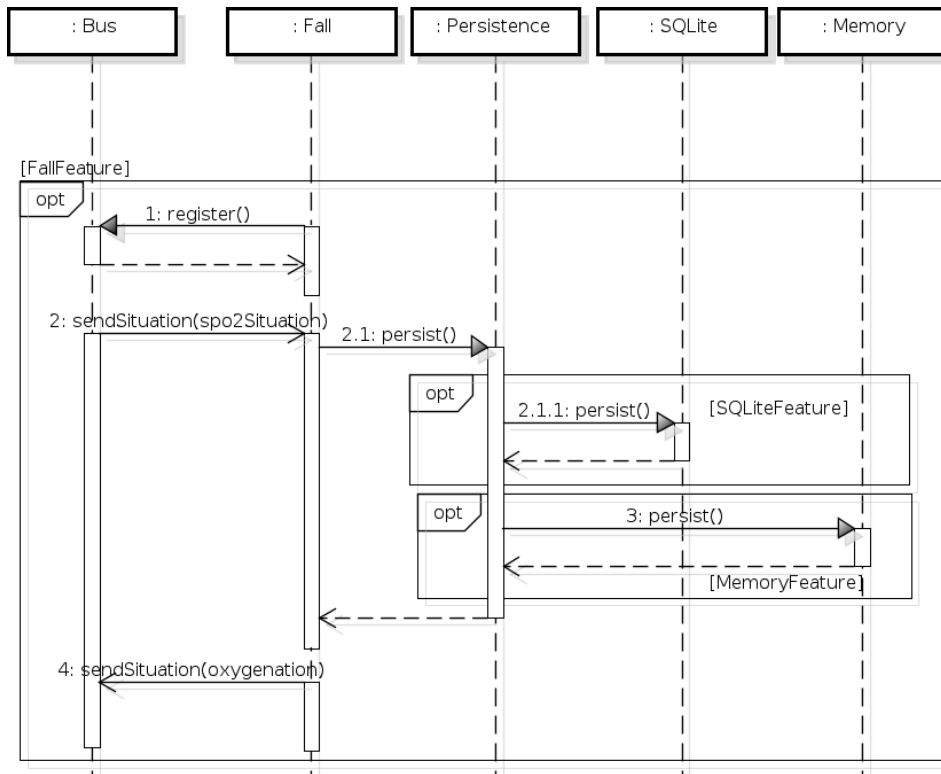 : Bus
: Fall
: Persistence
: SQLite
: Memory
[FallFeature]
opt
1: register()
2: sendSituation(spo2Situation)
2.1: persist()
opt
2.1.1: persist()
[SQLiteFeature]
opt
3: persist()
[MemoryFeature]
4: sendSituation(oxygenation)